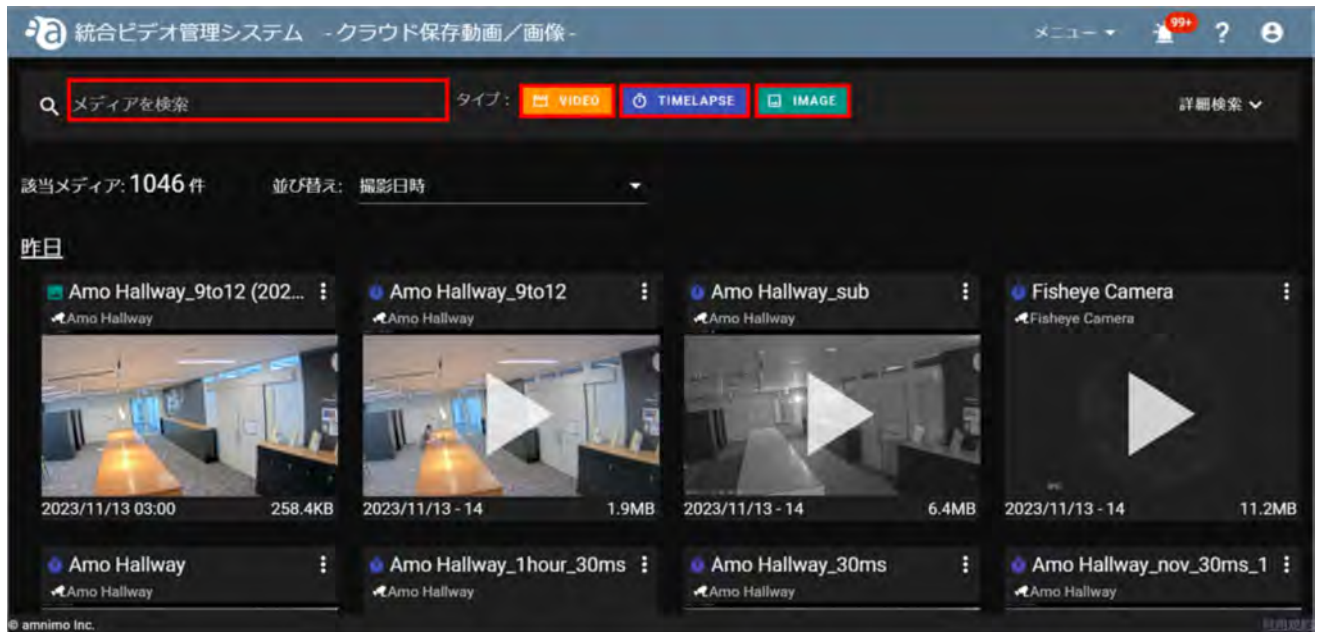 統合ビデオ管理システム - クラウド保存動画／画像 -
メニュー
99+
?
メディアを検索
タイプ :
VIDEO
TIMELAPSE
IMAGE
詳細検索
該当メディア: 1046 件
並び替え: 撮影日時
昨日
Amo Hallway_9to12 (202...
Amo Hallway
2023/11/13 03:00
258.4KB
Amo Hallway_9to12
Amo Hallway
2023/11/13 - 14
1.9MB
Amo Hallway_sub
Amo Hallway
2023/11/13 - 14
6.4MB
Fisheye Camera
Fisheye Camera
2023/11/13 - 14
11.2MB
Amo Hallway
Amo Hallway
Amo Hallway_1hour_30ms
Amo Hallway
Amo Hallway_30ms
Amo Hallway
Amo Hallway_nov_30ms_1
Amo Hallway
© amnimo Inc.
利用規約